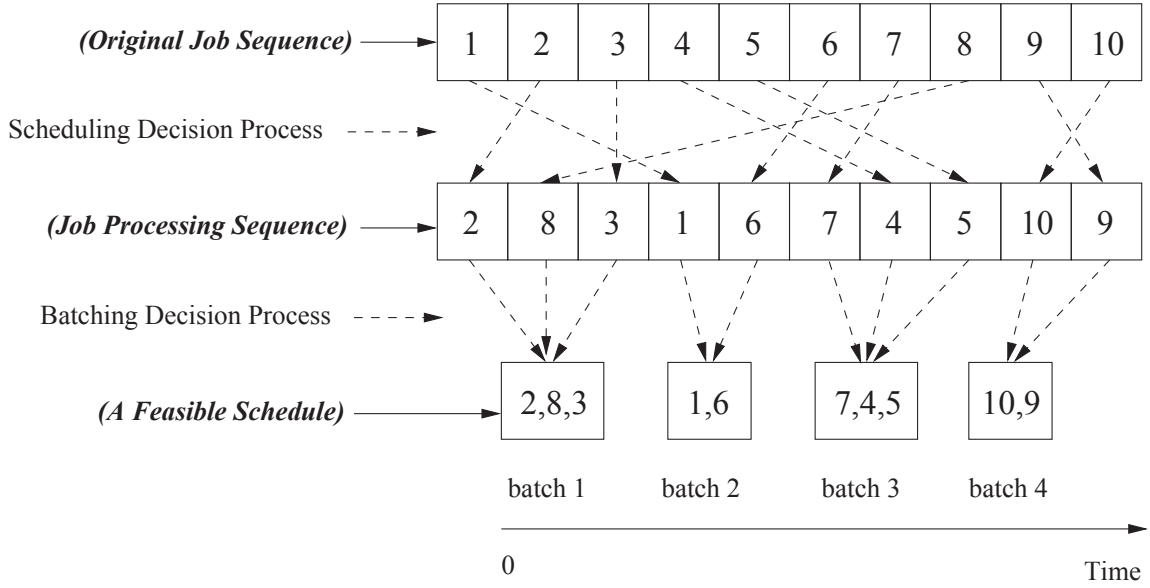 (Original Job Sequence) 1 2 3 4 5 6 7 8 9 10
Scheduling Decision Process
(Job Processing Sequence) 2 8 3 1 6 7 4 5 10 9
Batching Decision Process
(A Feasible Schedule) 2,8,3 1,6 7,4,5 10,9
batch 1 batch 2 batch 3 batch 4
0 Time